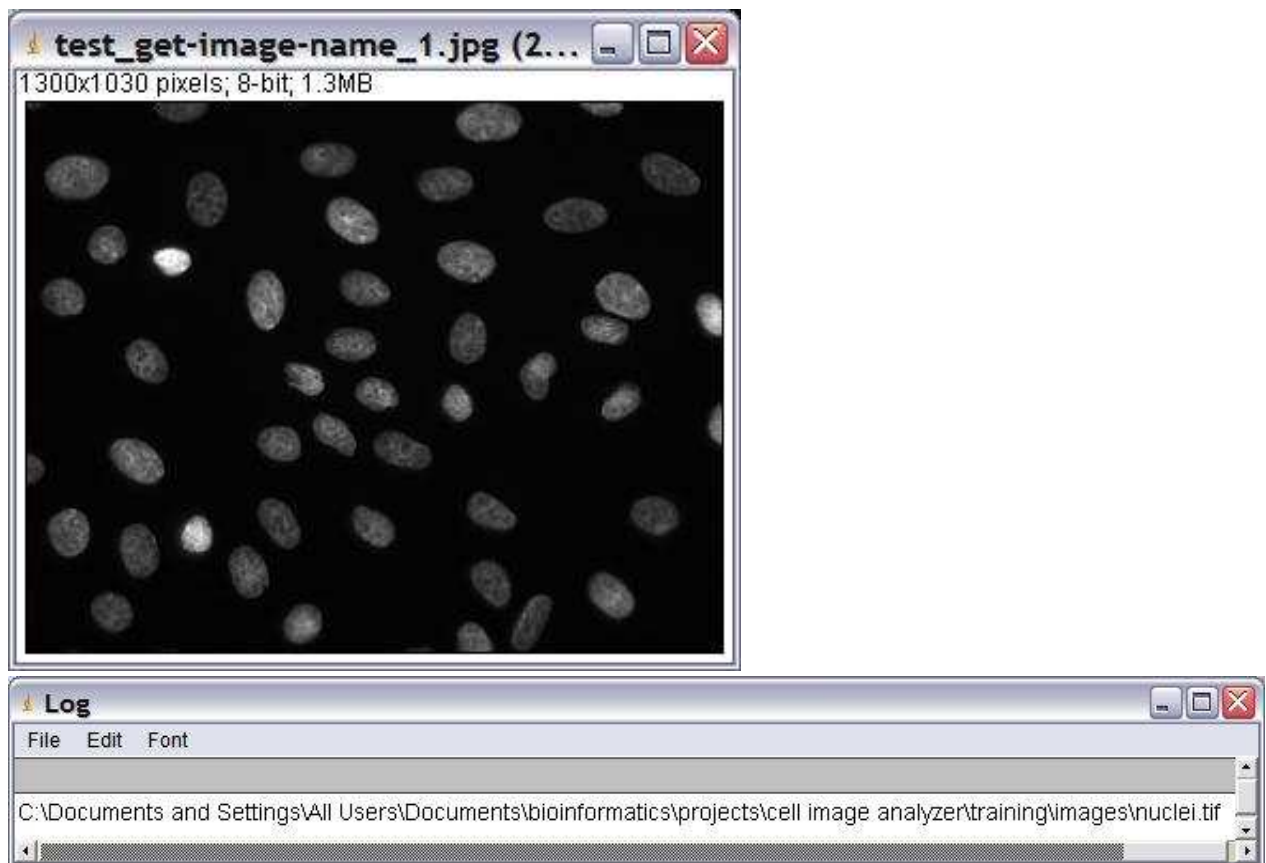 test_get-image-name_1.jpg (2...
1300x1030 pixels; 8-bit; 1.3MB
Log
File Edit Font
C:\Documents and Settings\All Users\Documents\bioinformatics\projects\cell image analyzer\training\images\nuclei.tif